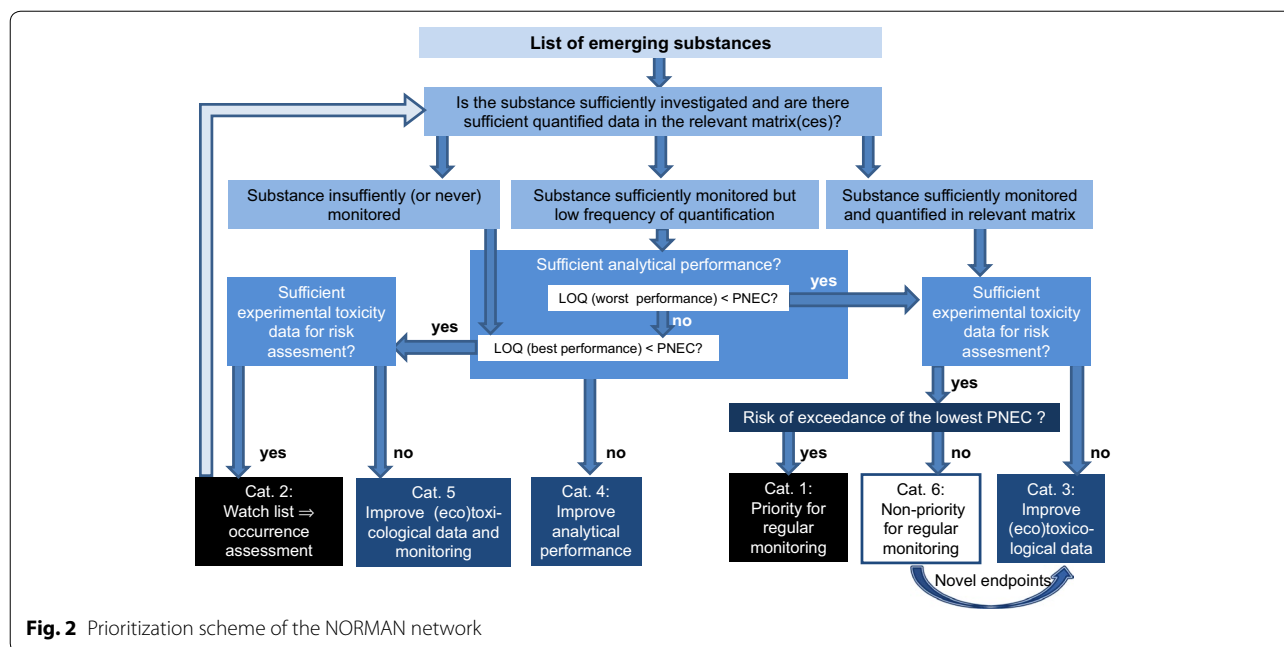 List of emerging substances
Is the substance sufficiently investigated and are there
sufficient quantified data in the relevant matrix(ces)?
Substance insuffiently (or never)
monitored
Substance sufficiently monitored but
low frequency of quantification
Substance sufficiently monitored
and quantified in relevant matrix
Sufficient analytical performance?
LOQ (worst performance) < PNEC?
yes
no
LOQ (best performance) < PNEC?
yes
Sufficient
experimental toxicity
data for risk
assesment?
Sufficient
experimental toxicity
data for risk
assesment?
yes
Risk of exceedance of the lowest PNEC ?
yes
no
no
yes
no
no
Cat. 2:
Watch list ⇒
occurrence
assessment
Cat. 5
Improve (eco)toxi-
cological data and
monitoring
Cat. 4:
Improve
analytical
performance
Cat. 1:
Priority for
regular
monitoring
Cat. 6:
Non-priority
for regular
monitoring
Cat. 3:
Improve
(eco)toxico-
logical data
Novel endpoints
Fig. 2 Prioritization scheme of the NORMAN network